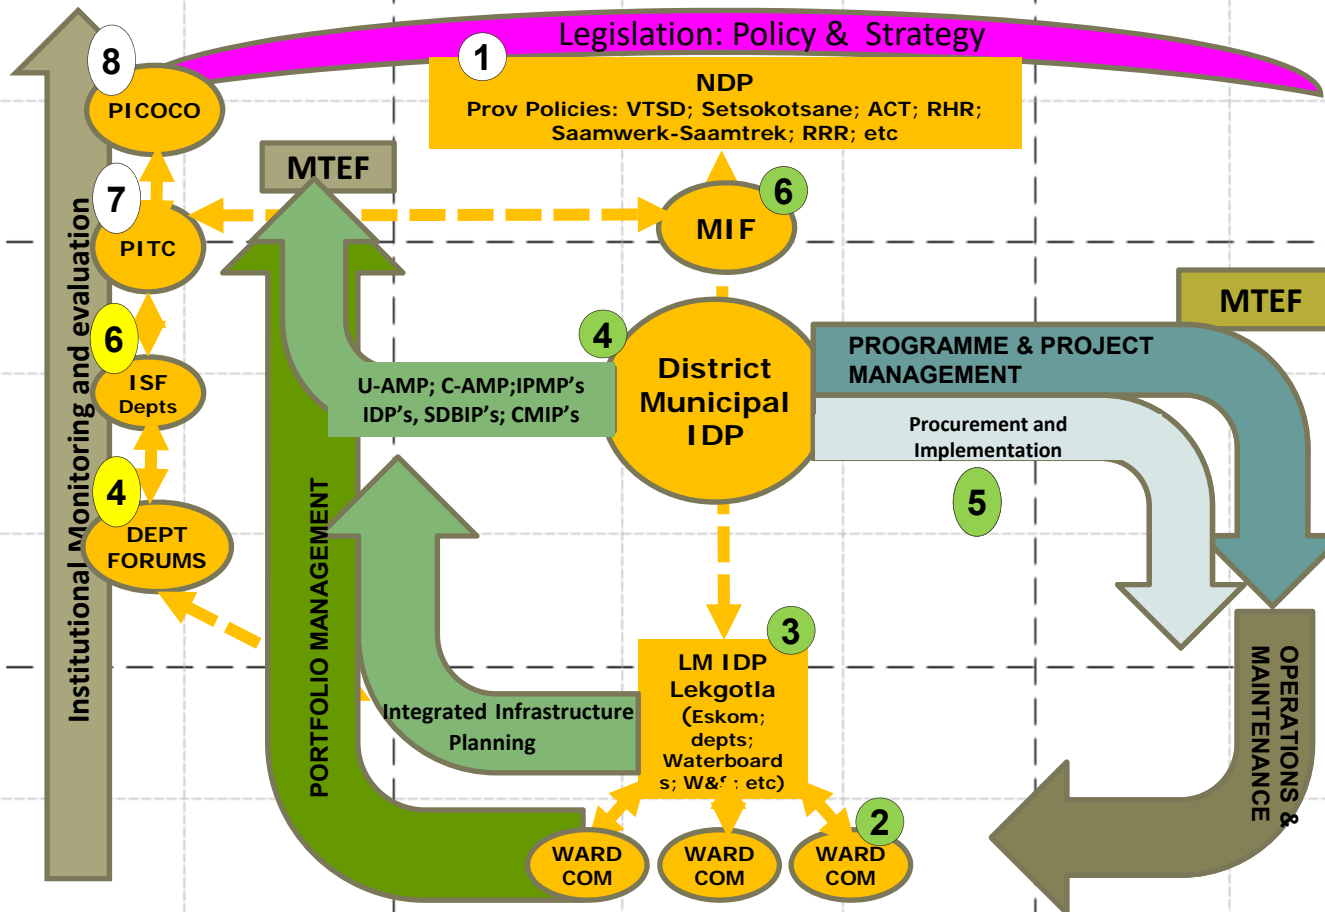 Legislation: Policy & Strategy
1
8
NDP
Prov Policies: VTSD; Setsokotsane; ACT; RHR;
Saamwerk-Saamtrek; RRR; etc
PICOCO
MTEF
7
6
MIF
PITC
Institutional Monitoring and evaluation
MTEF
6
4
PROGRAMME & PROJECT
MANAGEMENT
District
Municipal
IDP
ISF
Depts
U-AMP; C-AMP;IPMP's
IDP's, SDBIP's; CMIP's
Procurement and
Implementation
4
5
DEPT
FORUMS
PORTFOLIO MANAGEMENT
3
LM IDP
Lekgotla
(Eskom;
depts;
Waterboard
s; W&S; etc)
Integrated Infrastructure
Planning
OPERATIONS &
MAINTENANCE
2
WARD
COM
WARD
COM
WARD
COM